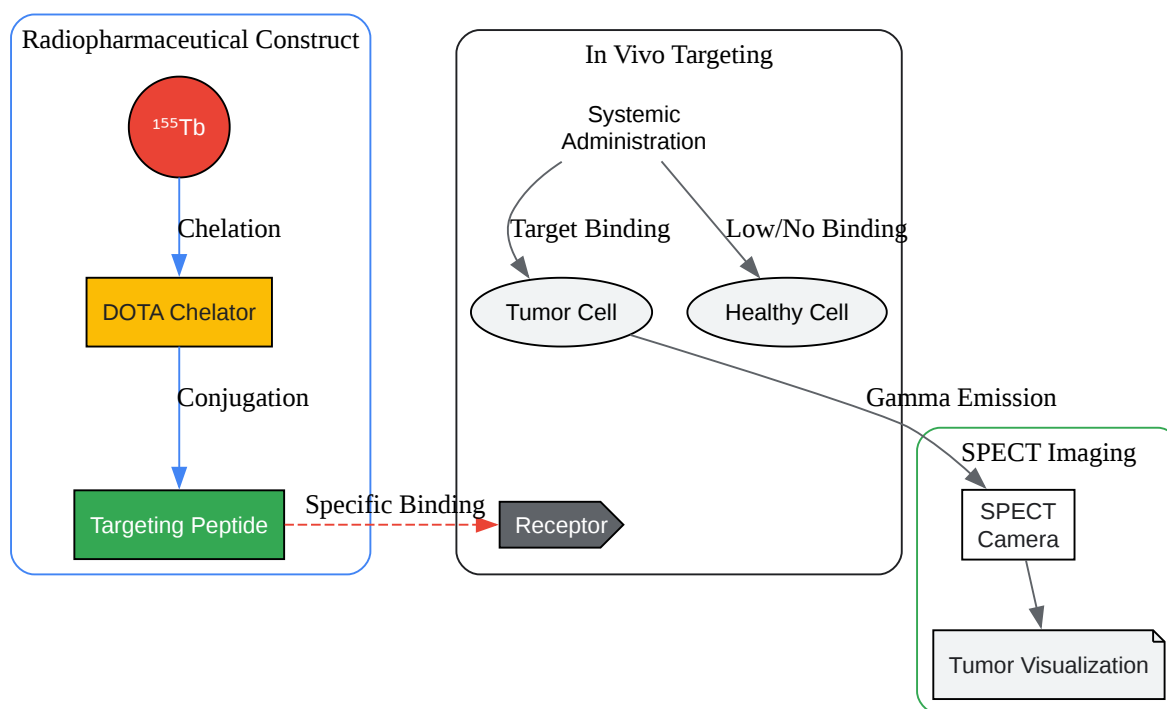 Radiopharmaceutical Construct
¹⁵⁵Tb
Chelation
DOTA Chelator
Conjugation
Targeting Peptide
Specific Binding
In Vivo Targeting
Systemic
Administration
Target Binding
Low/No Binding
Tumor Cell
Healthy Cell
Gamma Emission
Receptor
SPECT Imaging
SPECT
Camera
Tumor Visualization